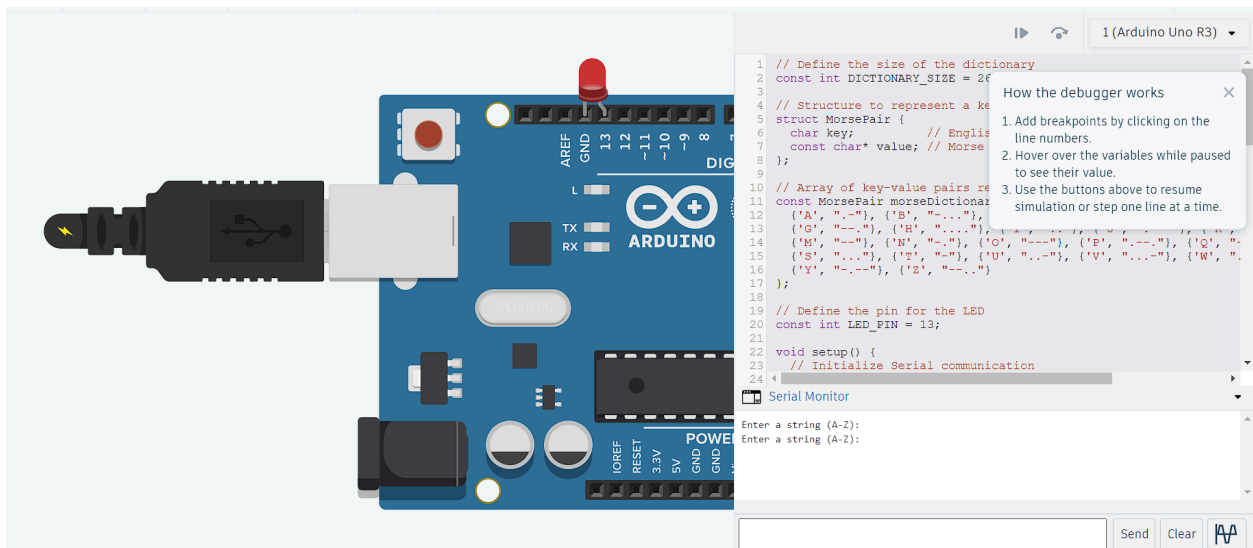 1 (Arduino Uno R3)
1 // Define the size of the dictionary
2 const int DICTIONARY_SIZE = 26
3
4 // Structure to represent a ke
5 struct MorsePair {
6 char key; // Englis
7 const char* value; // Morse
8 };
9
10 // Array of key-value pairs re
11 const MorsePair morseDictionar
12 {'A', ".-"}, {'B', "-..."},
13 {'G', "--."}, {'H', "...."},
14 {'M', "--"}, {'N', "-."}, {'O', "---"}, {'P', ".--."}, {'Q', "-
15 {'S', "..."}, {'T', "-"}, {'U', "..-"}, {'V', "...-"}, {'W', ".
16 {'Y', "-.--"}, {'Z', "--.."}
17 };
18
19 // Define the pin for the LED
20 const int LED_PIN = 13;
21
22 void setup() {
23 // Initialize Serial communication
24
How the debugger works
1. Add breakpoints by clicking on the
line numbers.
2. Hover over the variables while paused
to see their value.
3. Use the buttons above to resume
simulation or step one line at a time.
Serial Monitor
Enter a string (A-Z):
Enter a string (A-Z):
Send
Clear
AREF
GND
13
12
~11
~10
~9
8
DIG
L
TX
RX
ARDUINO
POWE
IOREF
RESET
3.3V
5V
GND
GND